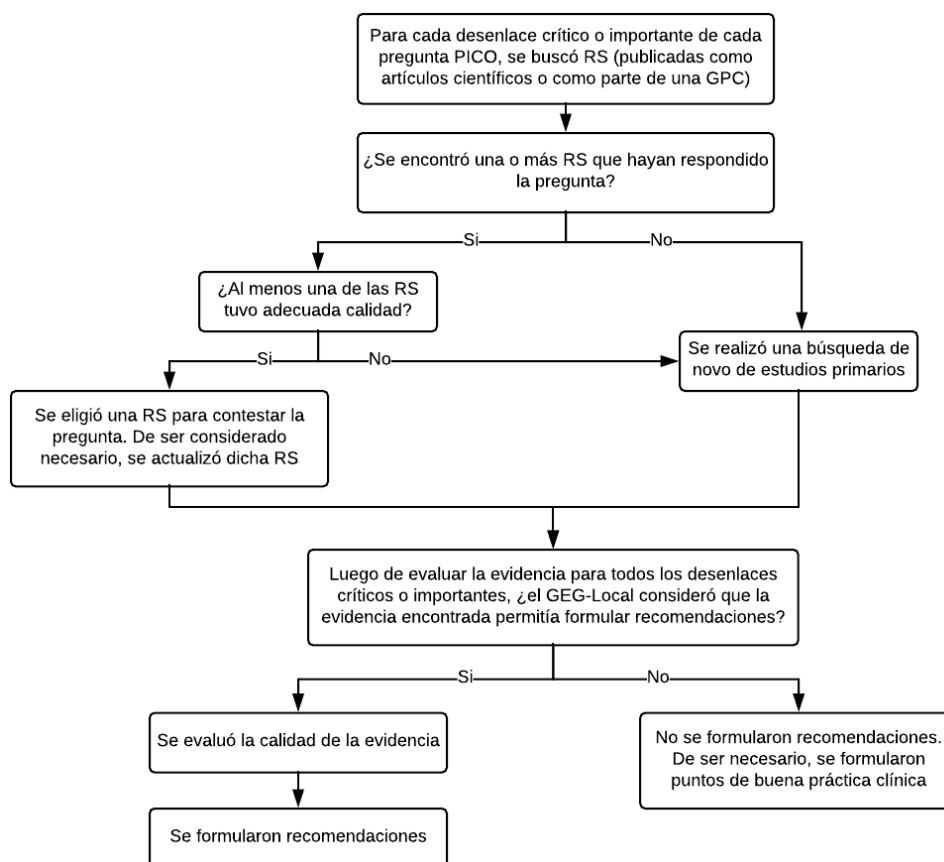 Para cada desenlace crítico o importante de cada
pregunta PICO, se buscó RS (publicadas como
artículos científicos o como parte de una GPC)
¿Se encontró una o más RS que hayan respondido
la pregunta?
Si
No
¿Al menos una de las RS
tuvo adecuada calidad?
Si
No
Se realizó una búsqueda de
novo de estudios primarios
Se eligió una RS para contestar la
pregunta. De ser considerado
necesario, se actualizó dicha RS
Luego de evaluar la evidencia para todos los desenlaces
críticos o importantes, ¿el GEG-Local consideró que la
evidencia encontrada permitía formular recomendaciones?
Si
No
Se evaluó la calidad de la evidencia
No se formularon recomendaciones.
De ser necesario, se formularon
puntos de buena práctica clínica
Se formularon recomendaciones